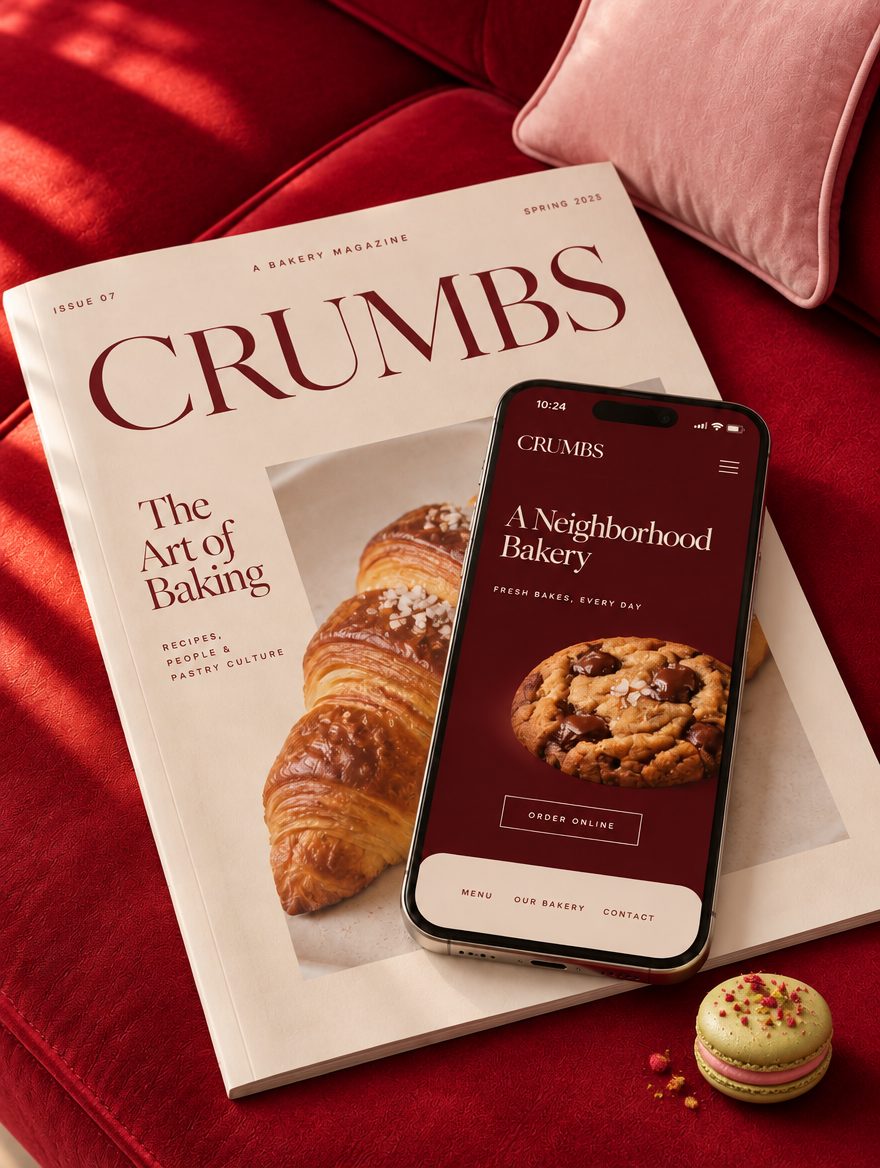 ISSUE 07
A BAKERY MAGAZINE
SPRING 2025
CRUMBS
The
Art of
Baking
RECIPES,
PEOPLE &
PASTRY CULTURE
10:24
CRUMBS
A Neighborhood
Bakery
FRESH BAKES, EVERY DAY
ORDER ONLINE
MENU
OUR BAKERY
CONTACT